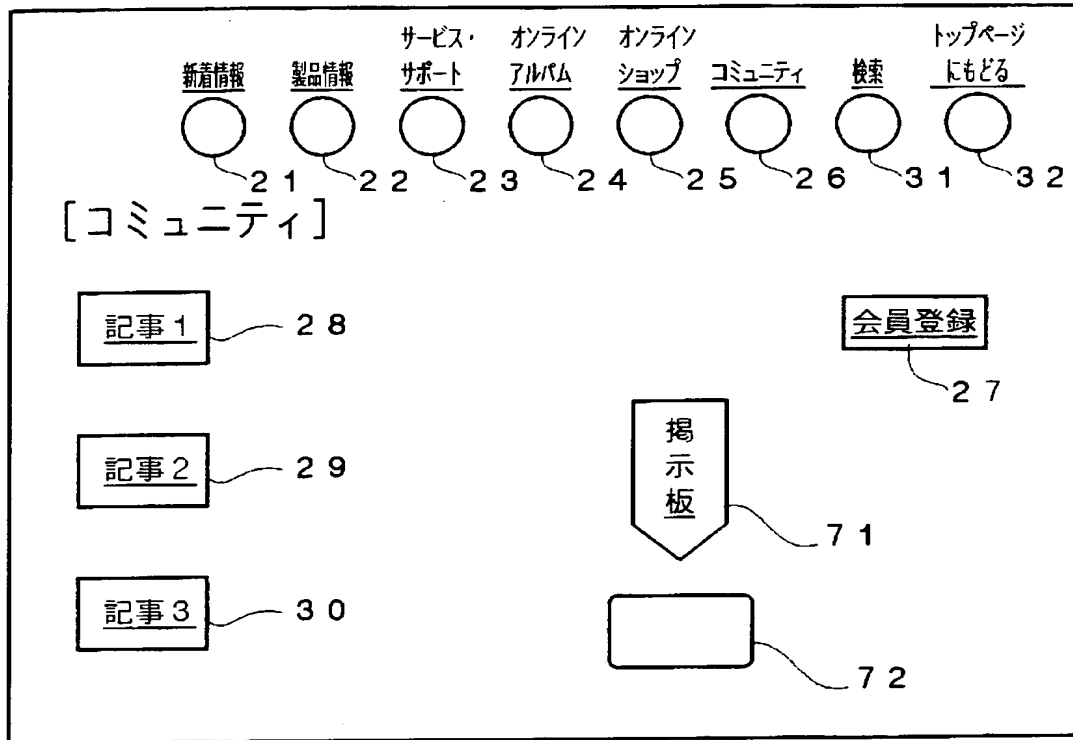 サービス・ オンライン オンライン トップページ
新着情報 製品情報 サポート アルバム ショップ コミュニティ 検索 にもどる
21 22 23 24 25 26 31 32
[コミュニティ]
記事1 28
会員登録
27
記事2 29
掲示板
71
記事3 30
72